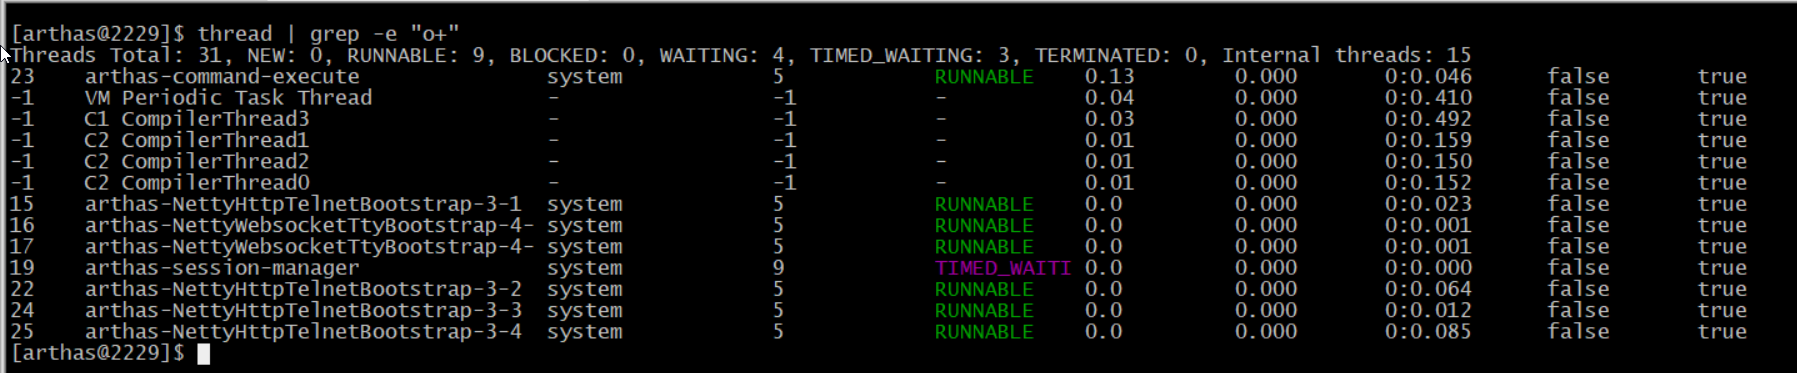 [arthas@2229]$ thread | grep -e "o+"
Threads Total: 31, NEW: 0, RUNNABLE: 9, BLOCKED: 0, WAITING: 4, TIMED_WAITING: 3, TERMINATED: 0, Internal threads: 15
23 arthas-command-execute system 5 RUNNABLE 0.13 0.000 0:0.046 false true
-1 VM Periodic Task Thread - -1 - 0.04 0.000 0:0.410 false true
-1 C1 CompilerThread3 - -1 - 0.03 0.000 0:0.492 false true
-1 C2 CompilerThread1 - -1 - 0.01 0.000 0:0.159 false true
-1 C2 CompilerThread2 - -1 - 0.01 0.000 0:0.150 false true
-1 C2 CompilerThread0 - -1 - 0.01 0.000 0:0.152 false true
15 arthas-NettyHttpTelnetBootstrap-3-1 system 5 RUNNABLE 0.0 0.000 0:0.023 false true
16 arthas-NettyWebsocketTtyBootstrap-4- system 5 RUNNABLE 0.0 0.000 0:0.001 false true
17 arthas-NettyWebsocketTtyBootstrap-4- system 5 RUNNABLE 0.0 0.000 0:0.001 false true
19 arthas-session-manager system 9 TIMED_WAITI 0.0 0.000 0:0.000 false true
22 arthas-NettyHttpTelnetBootstrap-3-2 system 5 RUNNABLE 0.0 0.000 0:0.064 false true
24 arthas-NettyHttpTelnetBootstrap-3-3 system 5 RUNNABLE 0.0 0.000 0:0.012 false true
25 arthas-NettyHttpTelnetBootstrap-3-4 system 5 RUNNABLE 0.0 0.000 0:0.085 false true
[arthas@2229]$